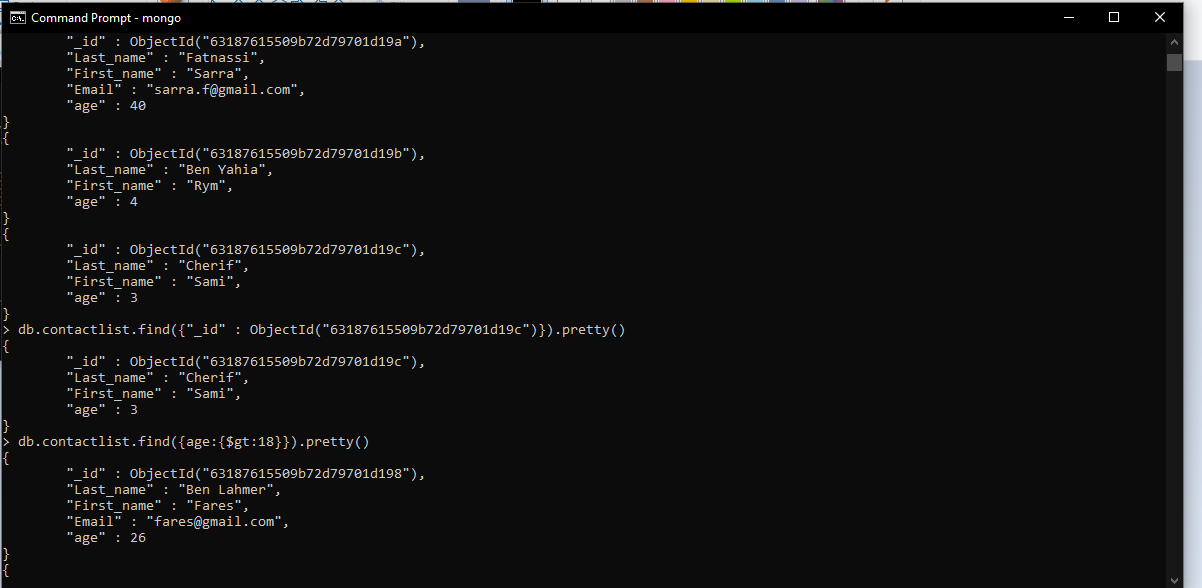 Command Prompt - mongo
"_id" : ObjectId("63187615509b72d79701d19a"),
"Last_name" : "Fatnassi",
"First_name" : "Sarra",
"Email" : "sarra.f@gmail.com",
"age" : 40
}
{
"_id" : ObjectId("63187615509b72d79701d19b"),
"Last_name" : "Ben Yahia",
"First_name" : "Rym",
"age" : 4
}
{
"_id" : ObjectId("63187615509b72d79701d19c"),
"Last_name" : "Cherif",
"First_name" : "Sami",
"age" : 3
}
> db.contactlist.find({"_id" : ObjectId("63187615509b72d79701d19c")}).pretty()
{
"_id" : ObjectId("63187615509b72d79701d19c"),
"Last_name" : "Cherif",
"First_name" : "Sami",
"age" : 3
}
> db.contactlist.find({age:{$gt:18}}).pretty()
{
"_id" : ObjectId("63187615509b72d79701d198"),
"Last_name" : "Ben Lahmer",
"First_name" : "Fares",
"Email" : "fares@gmail.com",
"age" : 26
}
{